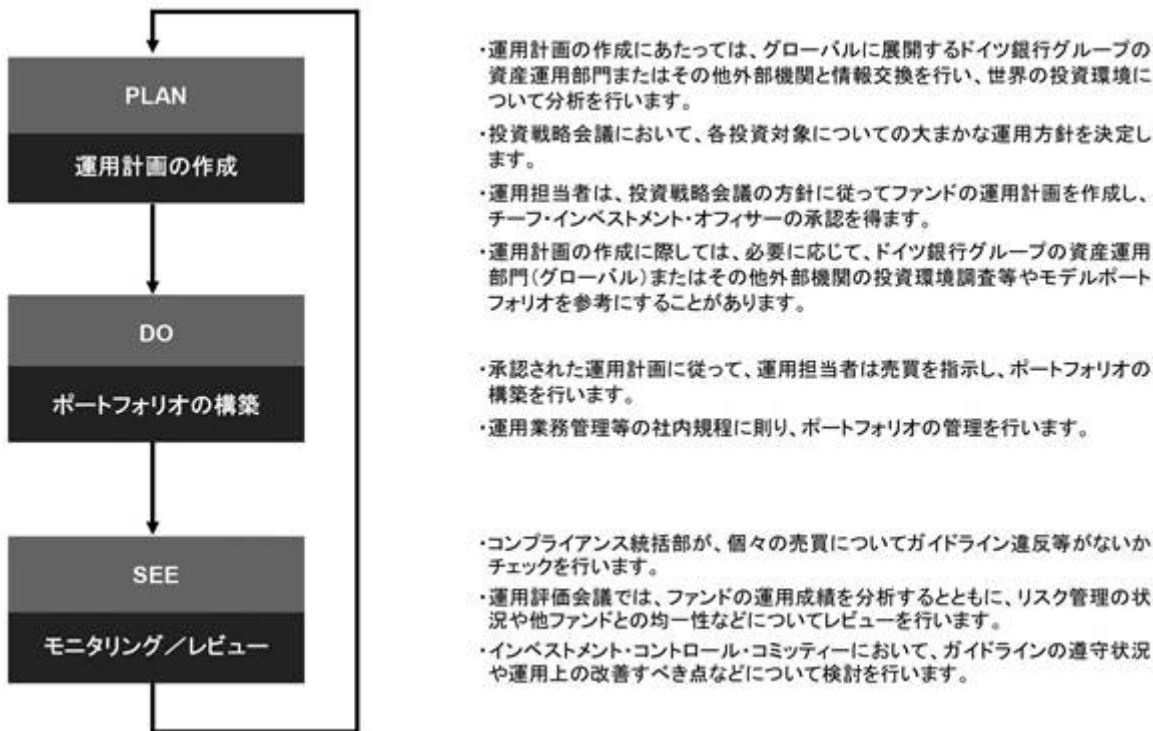 PLAN
運用計画の作成
・運用計画の作成にあたっては、グローバルに展開するドイツ銀行グループの
資産運用部門またはその他外部機関と情報交換を行い、世界の投資環境に
ついて分析を行います。
・投資戦略会議において、各投資対象についての大まかな運用方針を決定し
ます。
・運用担当者は、投資戦略会議の方針に従ってファンドの運用計画を作成し、
チーフ・インベストメント・オフィサーの承認を得ます。
・運用計画の作成に際しては、必要に応じて、ドイツ銀行グループの資産運用
部門(グローバル)またはその他外部機関の投資環境調査等やモデルポート
フォリオを参考にすることがあります。
DO
ポートフォリオの構築
・承認された運用計画に従って、運用担当者は売買を指示し、ポートフォリオの
構築を行います。
・運用業務管理等の社内規程に則り、ポートフォリオの管理を行います。
SEE
モニタリング／レビュー
・コンプライアンス統括部が、個々の売買についてガイドライン違反等がないか
チェックを行います。
・運用評価会議では、ファンドの運用成績を分析するとともに、リスク管理の状
況や他ファンドとの均一性などについてレビューを行います。
・インベストメント・コントロール・コミッティーにおいて、ガイドラインの遵守状況
や運用上の改善すべき点などについて検討を行います。